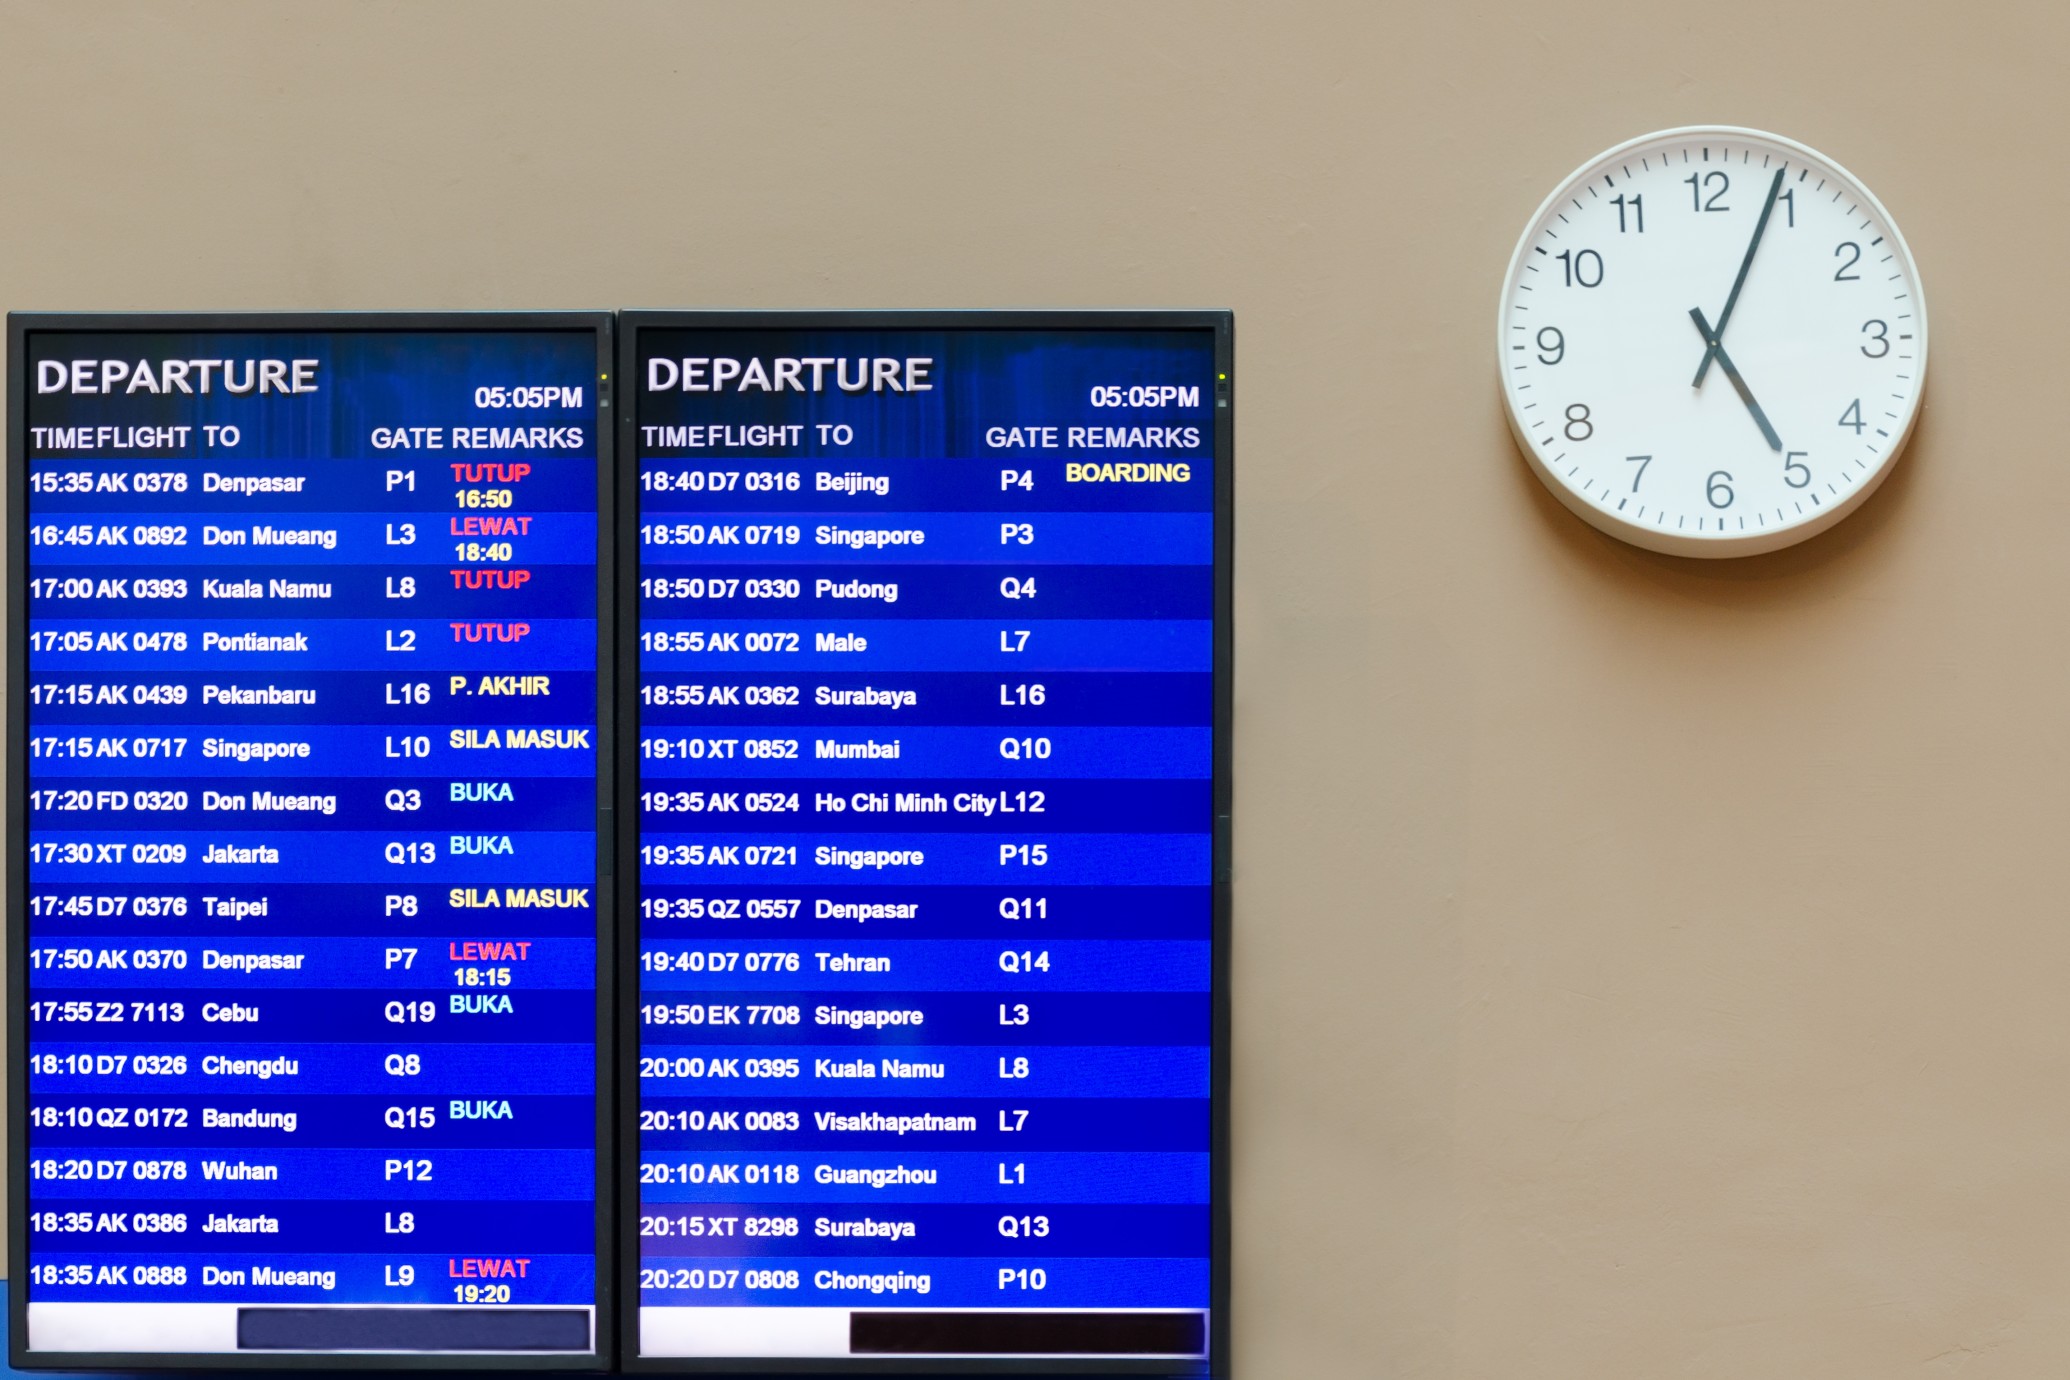 DEPARTURE
05:05PM
TIME FLIGHT TO GATE REMARKS
15:35 AK 0378 Denpasar P1 TUTUP
16:50
16:45 AK 0892 Don Mueang L3 LEWAT
18:40
17:00 AK 0393 Kuala Namu L8 TUTUP
17:05 AK 0478 Pontianak L2 TUTUP
17:15 AK 0439 Pekanbaru L16 P. AKHIR
17:15 AK 0717 Singapore L10 SILA MASUK
17:20 FD 0320 Don Mueang Q3 BUKA
17:30 XT 0209 Jakarta Q13 BUKA
17:45 D7 0376 Taipei P8 SILA MASUK
17:50 AK 0370 Denpasar P7 LEWAT
18:15
17:55 Z2 7113 Cebu Q19 BUKA
18:10 D7 0326 Chengdu Q8
18:10 QZ 0172 Bandung Q15 BUKA
18:20 D7 0878 Wuhan P12
18:35 AK 0386 Jakarta L8
18:35 AK 0888 Don Mueang L9 LEWAT
19:20
DEPARTURE
05:05PM
TIME FLIGHT TO GATE REMARKS
18:40 D7 0316 Beijing P4 BOARDING
18:50 AK 0719 Singapore P3
18:50 D7 0330 Pudong Q4
18:55 AK 0072 Male L7
18:55 AK 0362 Surabaya L16
19:10 XT 0852 Mumbai Q10
19:35 AK 0524 Ho Chi Minh City L12
19:35 AK 0721 Singapore P15
19:35 QZ 0557 Denpasar Q11
19:40 D7 0776 Tehran Q14
19:50 EK 7708 Singapore L3
20:00 AK 0395 Kuala Namu L8
20:10 AK 0083 Visakhapatnam L7
20:10 AK 0118 Guangzhou L1
20:15 XT 8298 Surabaya Q13
20:20 D7 0808 Chongqing P10
12
1
2
3
4
5
6
7
8
9
10
11